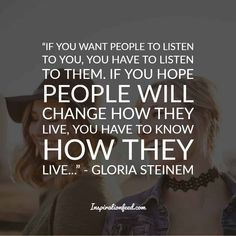 “IF YOU WANT PEOPLE TO LISTEN
TO YOU, YOU HAVE TO LISTEN
TO THEM. IF YOU HOPE
PEOPLE WILL
CHANGE HOW THEY
LIVE, YOU HAVE TO KNOW
HOW THEY
LIVE...” - GLORIA STEINEM
Inspirationfeed.com